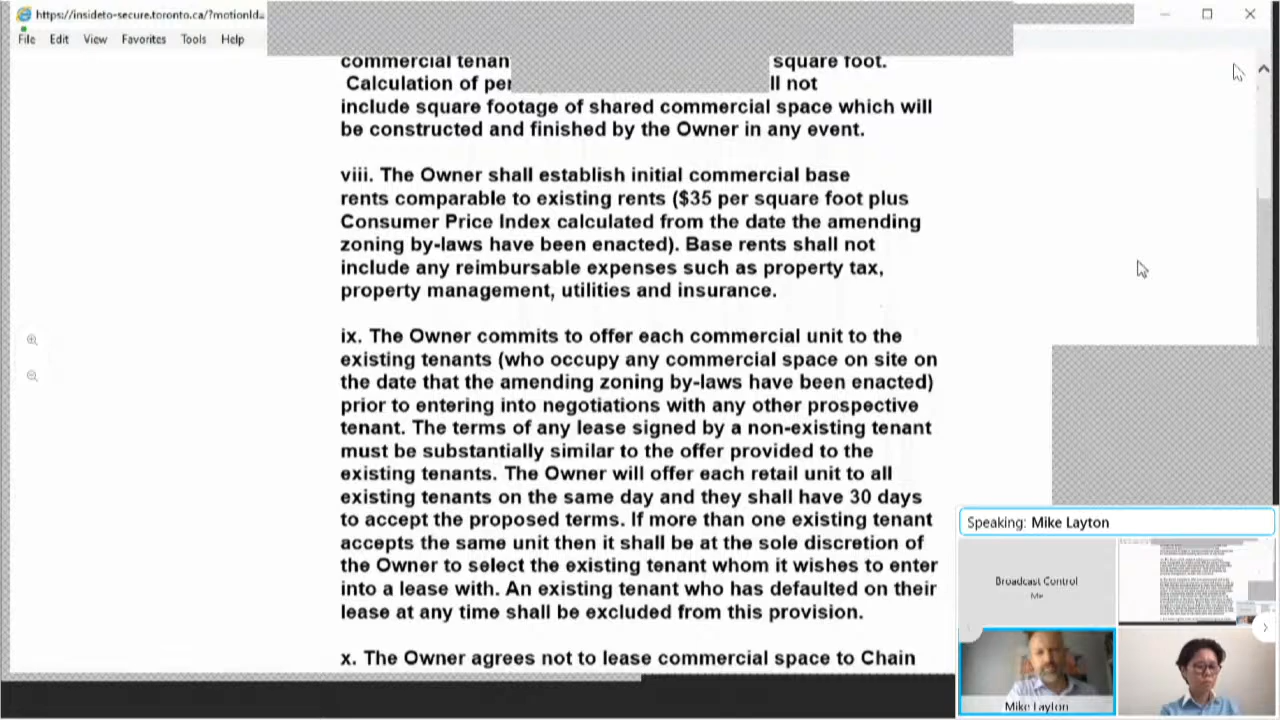 https://insideto-secure.toronto.ca/?motionId
File Edit View Favorites Tools Help
commercial tenan square foot.
Calculation of per ll not
include square footage of shared commercial space which will
be constructed and finished by the Owner in any event.
viii. The Owner shall establish initial commercial base
rents comparable to existing rents ($35 per square foot plus
Consumer Price Index calculated from the date the amending
zoning by-laws have been enacted). Base rents shall not
include any reimbursable expenses such as property tax,
property management, utilities and insurance.
ix. The Owner commits to offer each commercial unit to the
existing tenants (who occupy any commercial space on site on
the date that the amending zoning by-laws have been enacted)
prior to entering into negotiations with any other prospective
tenant. The terms of any lease signed by a non-existing tenant
must be substantially similar to the offer provided to the
existing tenants. The Owner will offer each retail unit to all
existing tenants on the same day and they shall have 30 days
to accept the proposed terms. If more than one existing tenant
accepts the same unit then it shall be at the sole discretion of
the Owner to select the existing tenant whom it wishes to enter
into a lease with. An existing tenant who has defaulted on their
lease at any time shall be excluded from this provision.
x. The Owner agrees not to lease commercial space to Chain
Speaking: Mike Layton
Broadcast Control
Me
Mike Layton